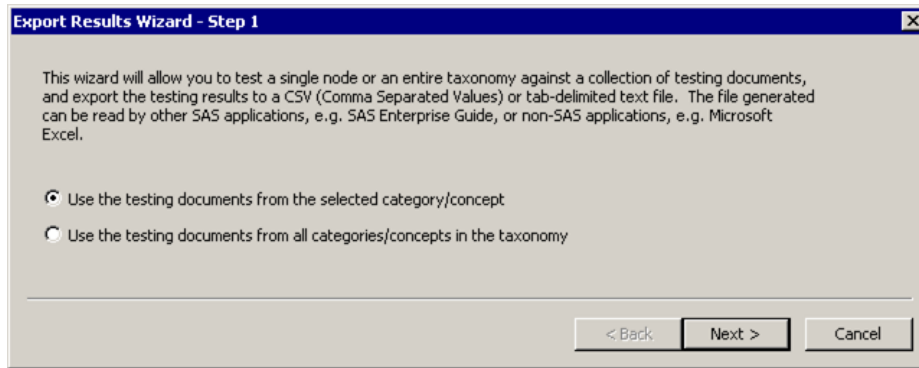 Export Results Wizard - Step 1
This wizard will allow you to test a single node or an entire taxonomy against a collection of testing documents,
and export the testing results to a CSV (Comma Separated Values) or tab-delimited text file. The file generated
can be read by other SAS applications, e.g. SAS Enterprise Guide, or non-SAS applications, e.g. Microsoft
Excel.
Use the testing documents from the selected category/concept
Use the testing documents from all categories/concepts in the taxonomy
< Back Next > Cancel